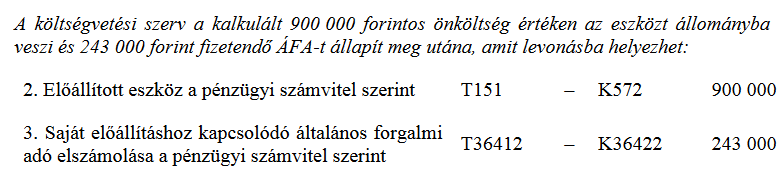 A költségvetési szerv a kalkulált 900 000 forintos önköltség értéken az eszközt állományba
veszi és 243 000 forint fizetendő ÁFA-t állapít meg utána, amit levonásba helyezhet:
2. Előállított eszköz a pénzügyi számvitel szerint T151 – K572 900 000
3. Saját előállításhoz kapcsolódó általános forgalmi
adó elszámolása a pénzügyi számvitel szerint T36412 – K36422 243 000